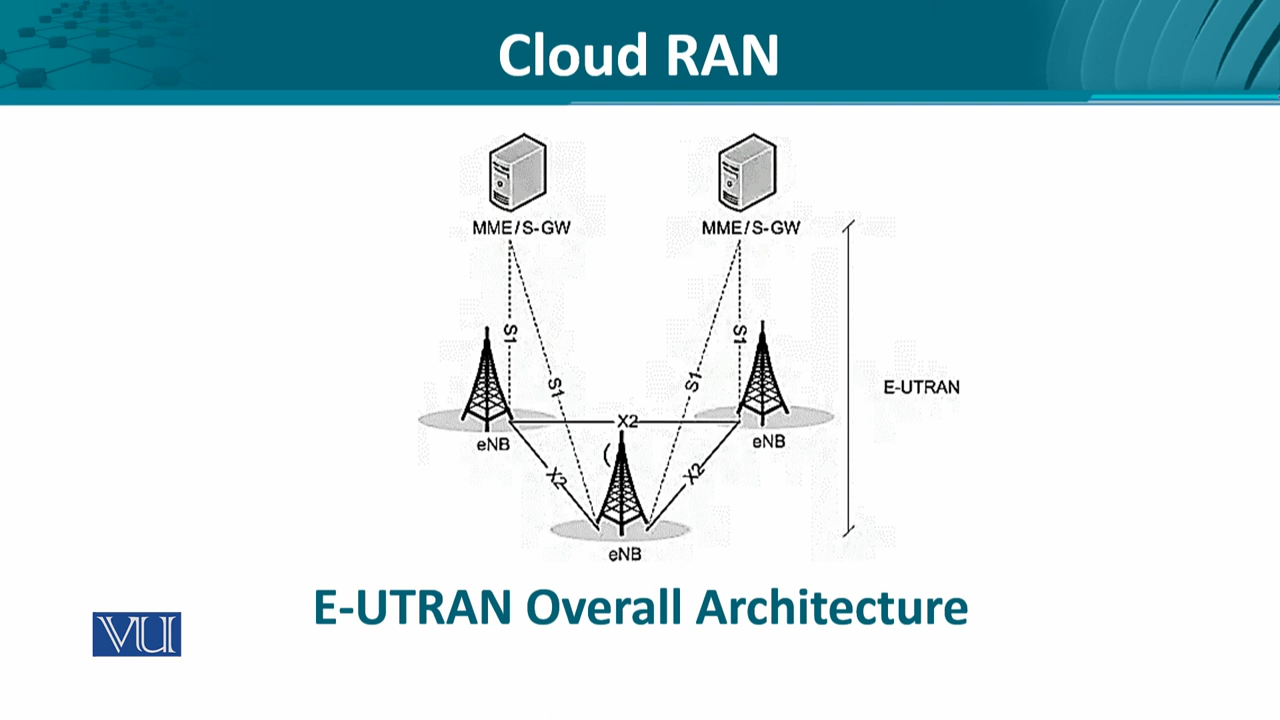 Cloud RAN
MME/S-GW
MME/S-GW
S1
S1
S1
S1
E-UTRAN
X2
eNB
eNB
X2
X2
eNB
E-UTRAN Overall Architecture
VU